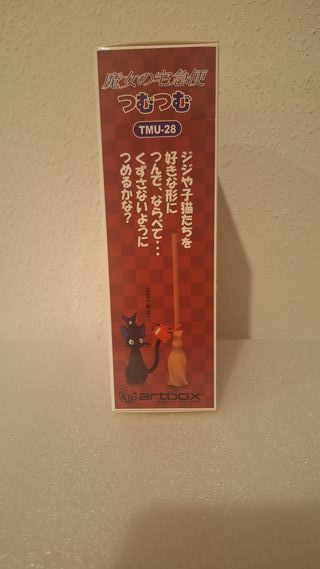 魔女の宅急便
つむつむ
TMU-28
ジジや子猫たちを
好きな形に
つんで、ならべて・・・
くずさないように
つめるかな？
artbox